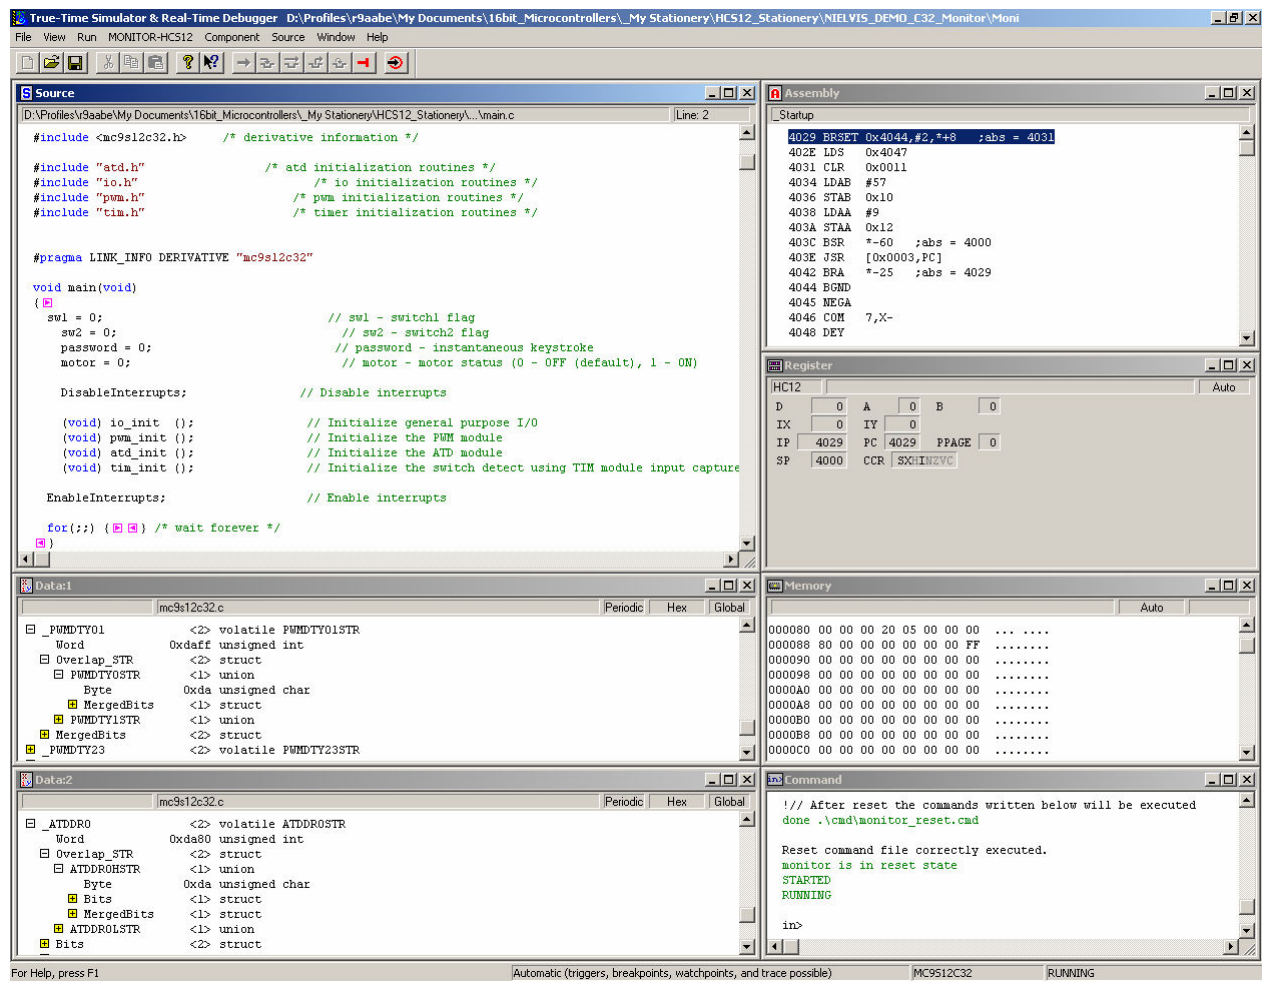 True-Time Simulator & Real-Time Debugger D:\Profiles\r9aabe\My Documents\16bit_Microcontrollers\_My Stationery\HCS12_Stationery\NIELVIS_DEMO_C32_Monitor\Moni
File View Run MONITOR-HCS12 Component Source Window Help
Source
D:\Profiles\r9aabe\My Documents\16bit_Microcontrollers\_My Stationery\HCS12_Stationery\...\main.c Line: 2
#include <mc9s12c32.h> /* derivative information */
#include "atd.h" /* atd initialization routines */
#include "io.h" /* io initialization routines */
#include "pwm.h" /* pwm initialization routines */
#include "tim.h" /* timer initialization routines */
#pragma LINK_INFO DERIVATIVE "mc9s12c32"
void main(void)
{
sw1 = 0; // sw1 - switch1 flag
sw2 = 0; // sw2 - switch2 flag
password = 0; // password - instantaneous keystroke
motor = 0; // motor - motor status (0 - OFF (default), 1 - ON)
DisableInterrupts; // Disable interrupts
(void) io_init (); // Initialize general purpose I/O
(void) pwm_init (); // Initialize the PWM module
(void) atd_init (); // Initialize the ATD module
(void) tim_init (); // Initialize the switch detect using TIM module input capture
EnableInterrupts; // Enable interrupts
for(;;) { } /* wait forever */
}
Assembly
_Startup
4029 BRSET 0x4044,#2,*+8 ;abs = 4031
402E LDS 0x4047
4031 CLR 0x0011
4034 LDAB #57
4036 STAB 0x10
4038 LDAA #9
403A STAA 0x12
403C BSR *-60 ;abs = 4000
403E JSR [0x0003,PC]
4042 BRA *-25 ;abs = 4029
4044 BGND
4045 NEGA
4046 COM 7,X-
4048 DEY
Register
HC12 Auto
D 0 A 0 B 0
IX 0 IY 0
IP 4029 PC 4029 PPAGE 0
SP 4000 CCR SXHINZVC
Data:1
mc9s12c32.c Periodic Hex Global
_PWMDTY01 <2> volatile PWMDTY01STR
Word 0xdaff unsigned int
Overlap_STR <2> struct
PWMDTY0STR <1> union
Byte 0xda unsigned char
MergedBits <1> struct
PWMDTY1STR <1> union
MergedBits <2> struct
_PWMDTY23 <2> volatile PWMDTY23STR
Memory
Auto
000080 00 00 00 20 05 00 00 00 ... ....
000088 80 00 00 00 00 00 00 FF ........
000090 00 00 00 00 00 00 00 00 ........
000098 00 00 00 00 00 00 00 00 ........
0000A0 00 00 00 00 00 00 00 00 ........
0000A8 00 00 00 00 00 00 00 00 ........
0000B0 00 00 00 00 00 00 00 00 ........
0000B8 00 00 00 00 00 00 00 00 ........
0000C0 00 00 00 00 00 00 00 00 ........
Data:2
mc9s12c32.c Periodic Hex Global
_ATDDR0 <2> volatile ATDDR0STR
Word 0xda80 unsigned int
Overlap_STR <2> struct
ATDDR0HSTR <1> union
Byte 0xda unsigned char
Bits <1> struct
MergedBits <1> struct
ATDDR0LSTR <1> union
Bits <2> struct
Command
!// After reset the commands written below will be executed
done .\cmd\monitor_reset.cmd
Reset command file correctly executed.
monitor is in reset state
STARTED
RUNNING
in>
For Help, press F1 Automatic (triggers, breakpoints, watchpoints, and trace possible) MC9S12C32 RUNNING